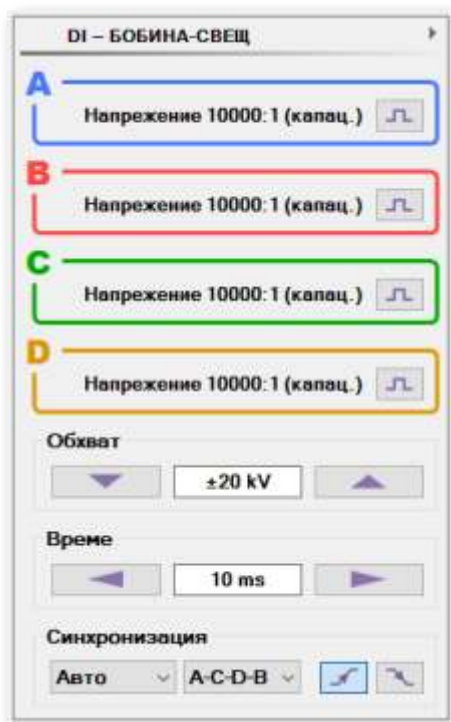 DI – БОБИНА-СВЕЩ
A
Напрежение 10000:1 (капац.)
B
Напрежение 10000:1 (капац.)
C
Напрежение 10000:1 (капац.)
D
Напрежение 10000:1 (капац.)
Обхват
±20 kV
Време
10 ms
Синхронизация
Авто A-C-D-B